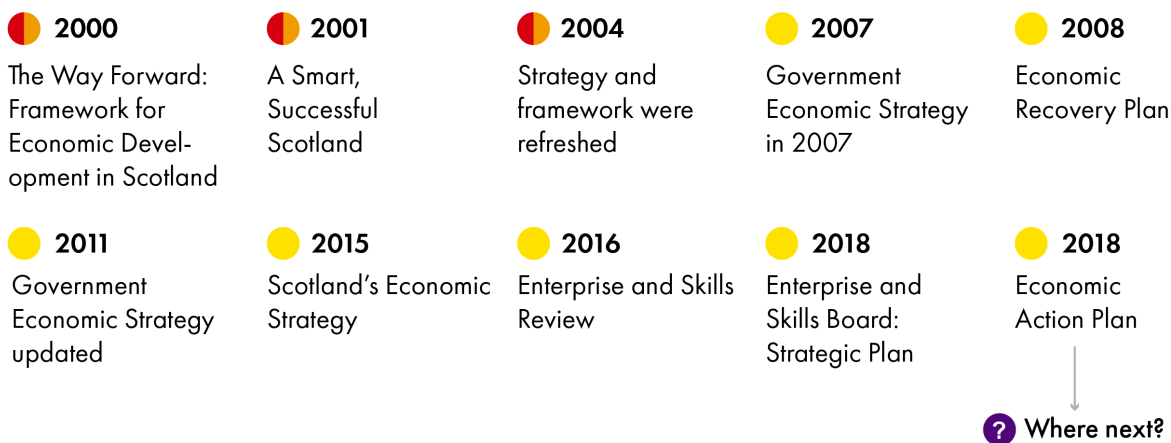 2000
The Way Forward:
Framework for
Economic Devel-
opment in Scotland
2001
A Smart,
Successful
Scotland
2004
Strategy and
framework were
refreshed
2007
Government
Economic Strategy
in 2007
2008
Economic
Recovery Plan
2011
Government
Economic Strategy
updated
2015
Scotland’s Economic
Strategy
2016
Enterprise and Skills
Review
2018
Enterprise and
Skills Board:
Strategic Plan
2018
Economic
Action Plan
? Where next?